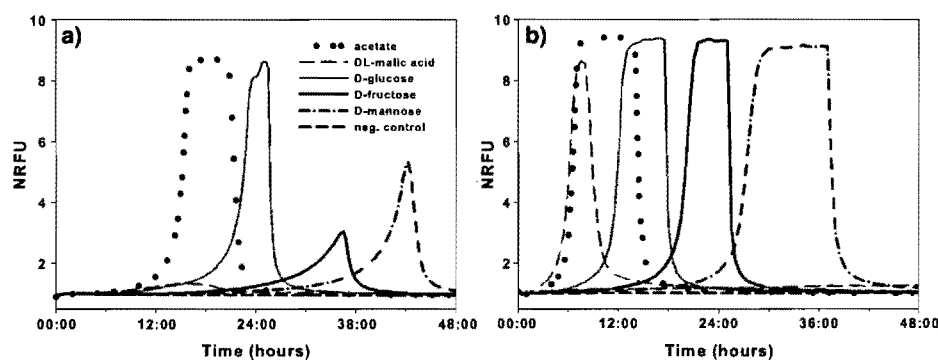 a)
10
8
6
4
2
NRFU
acetate
DL-malic acid
D-glucose
D-fructose
D-mannose
neg. control
00:00 12:00 24:00 36:00 48:00
Time (hours)
b)
10
8
6
4
2
NRFU
00:00 12:00 24:00 36:00 48:00
Time (hours)